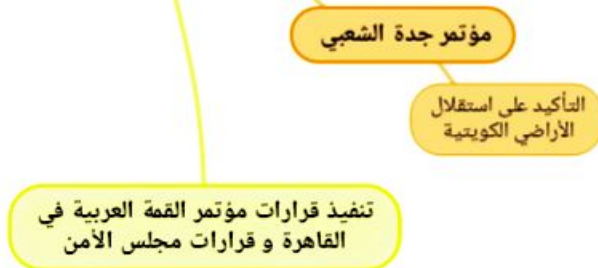 مؤتمر جدة الشعبي
التأكيد على استقلال
الأراضي الكويتية
تنفيذ قرارات مؤتمر القمة العربية في
القاهرة و قرارات مجلس الأمن